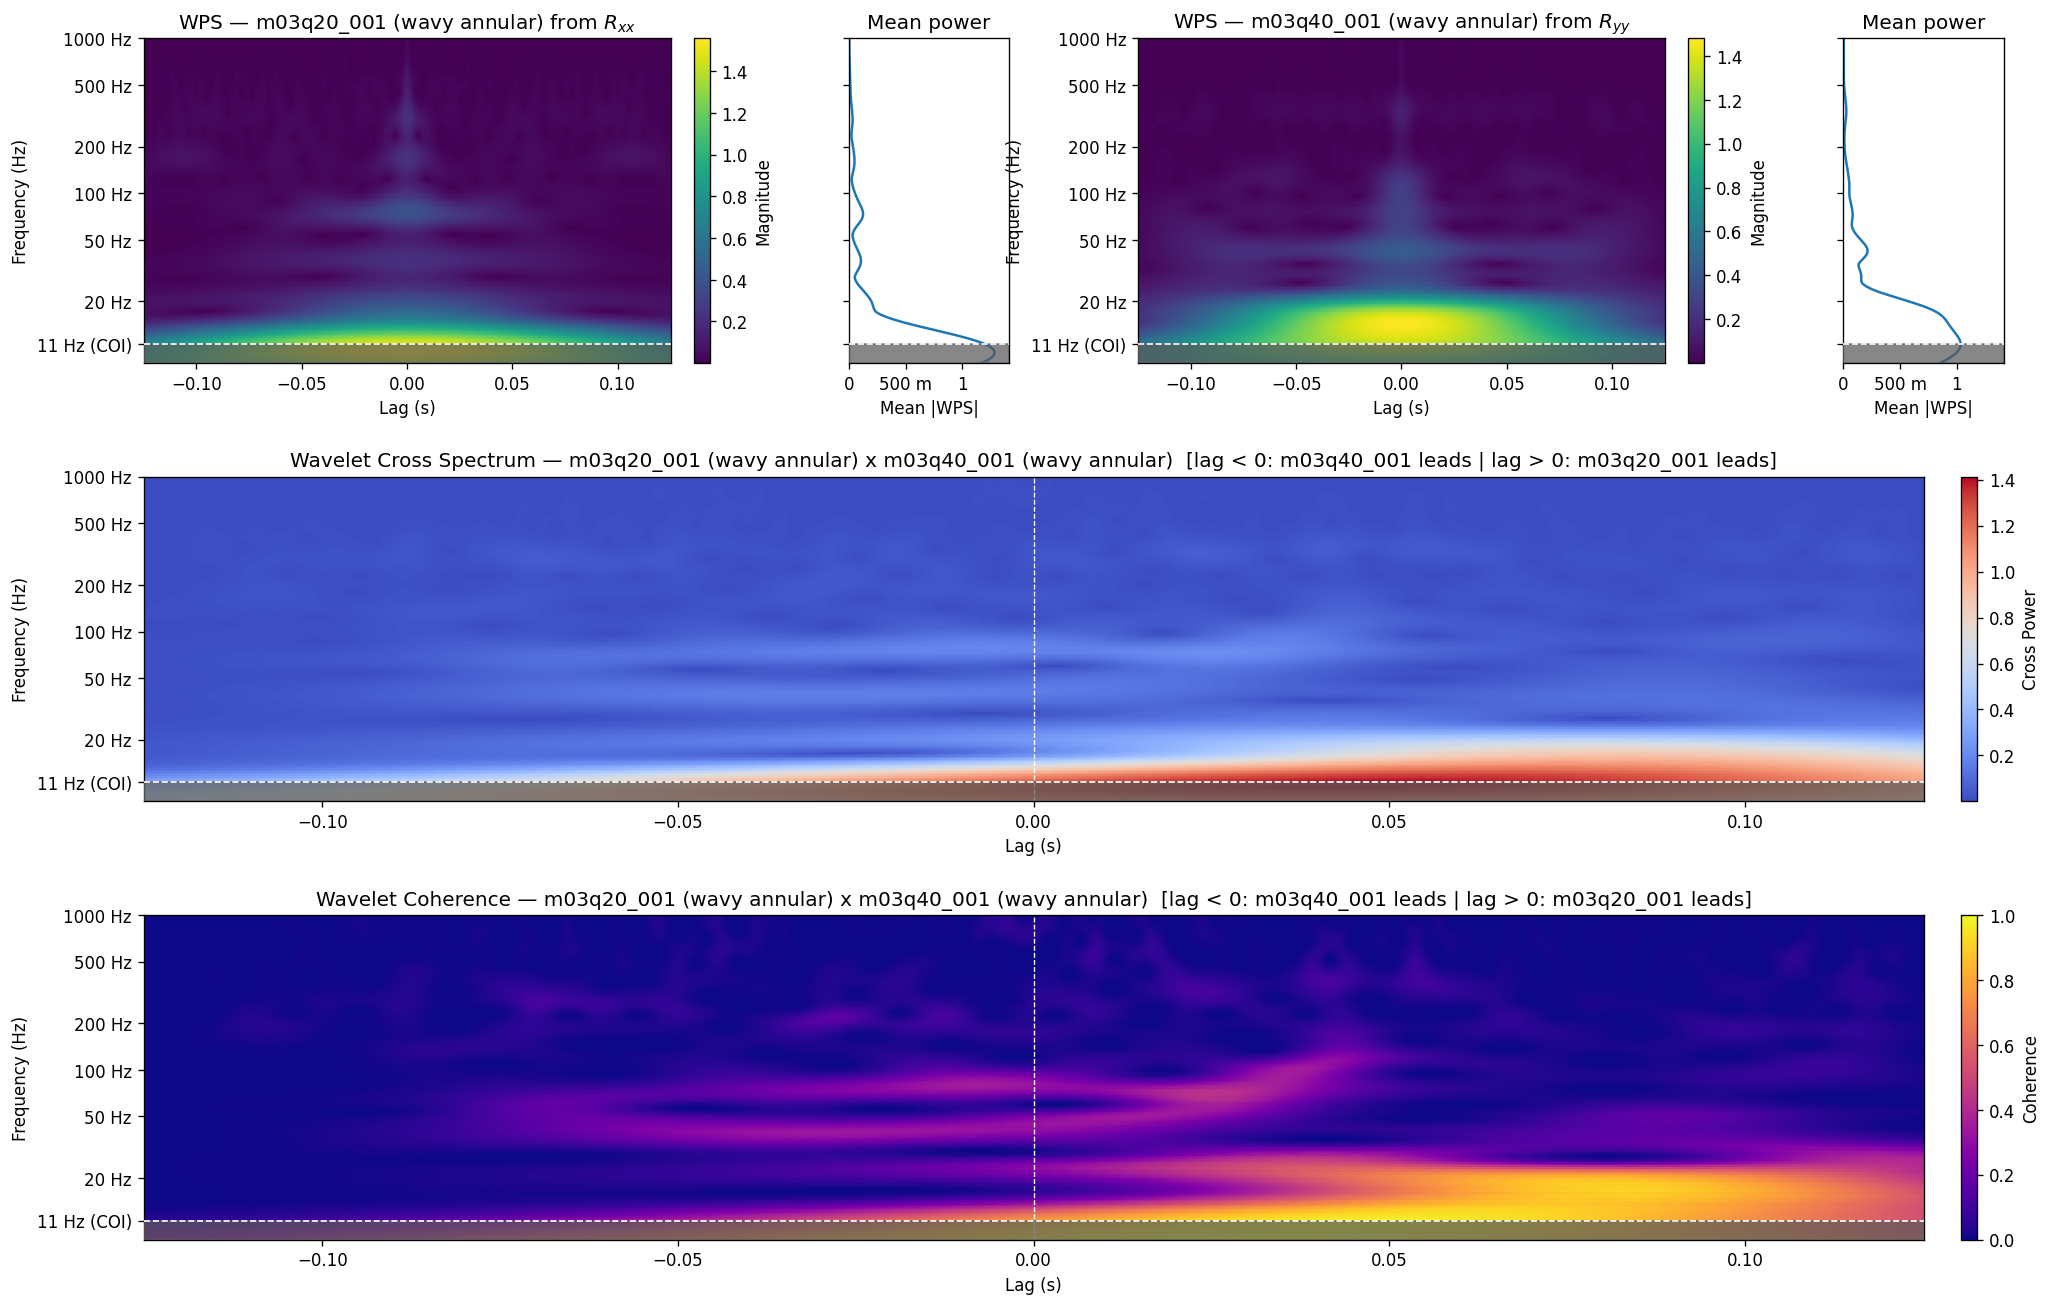 WPS — m03q20_001 (wavy annular) from Rxx
Mean power
WPS — m03q40_001 (wavy annular) from Ryy
Mean power
Frequency (Hz)
1000 Hz
500 Hz
200 Hz
100 Hz
50 Hz
20 Hz
11 Hz (COI)
−0.10 −0.05 0.00 0.05 0.10
Lag (s)
1.4
1.2
1.0
0.8
0.6
0.4
0.2
Magnitude
0 500 m 1
Mean |WPS|
Frequency (Hz)
1000 Hz
500 Hz
200 Hz
100 Hz
50 Hz
20 Hz
11 Hz (COI)
−0.10 −0.05 0.00 0.05 0.10
Lag (s)
1.4
1.2
1.0
0.8
0.6
0.4
0.2
Magnitude
0 500 m 1
Mean |WPS|
Wavelet Cross Spectrum — m03q20_001 (wavy annular) x m03q40_001 (wavy annular) [lag < 0: m03q40_001 leads | lag > 0: m03q20_001 leads]
Frequency (Hz)
1000 Hz
500 Hz
200 Hz
100 Hz
50 Hz
20 Hz
11 Hz (COI)
−0.10 −0.05 0.00 0.05 0.10
Lag (s)
1.4
1.2
1.0
0.8
0.6
0.4
0.2
Cross Power
Wavelet Coherence — m03q20_001 (wavy annular) x m03q40_001 (wavy annular) [lag < 0: m03q40_001 leads | lag > 0: m03q20_001 leads]
Frequency (Hz)
1000 Hz
500 Hz
200 Hz
100 Hz
50 Hz
20 Hz
11 Hz (COI)
−0.10 −0.05 0.00 0.05 0.10
Lag (s)
1.0
0.8
0.6
0.4
0.2
0.0
Coherence